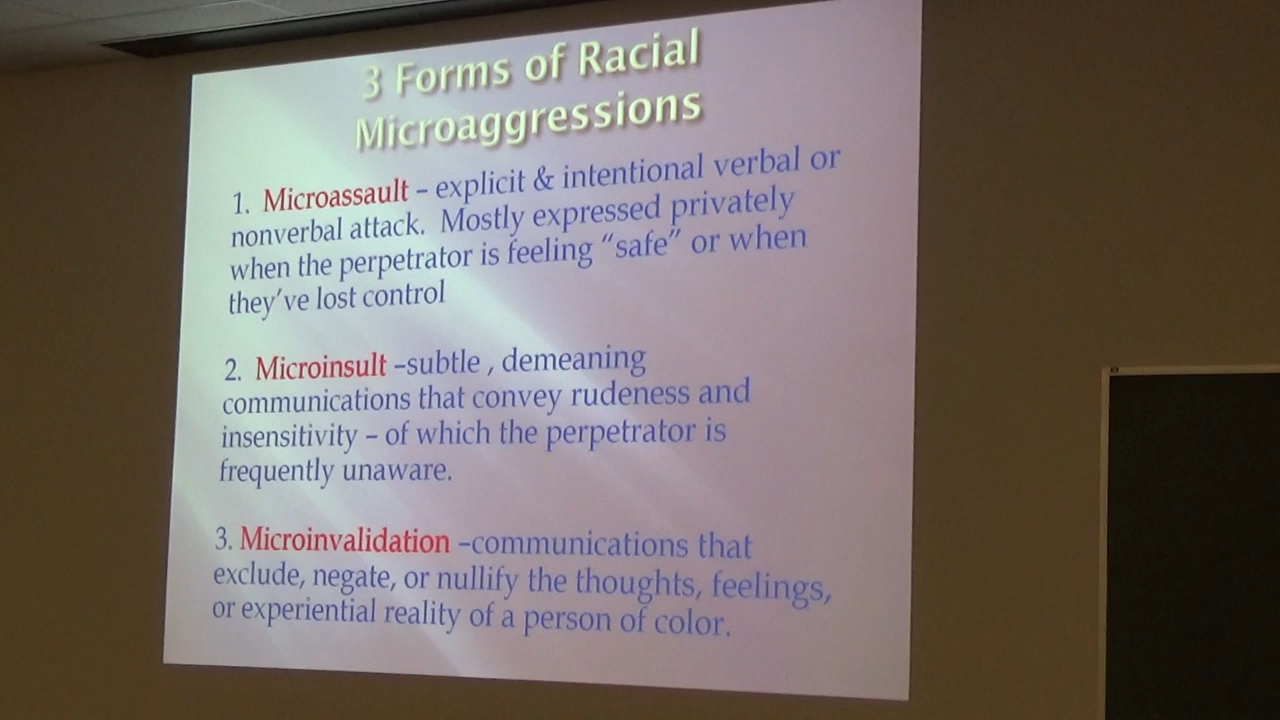 3 Forms of Racial
Microaggressions
1. Microassault – explicit & intentional verbal or
nonverbal attack. Mostly expressed privately
when the perpetrator is feeling “safe” or when
they’ve lost control
2. Microinsult –subtle , demeaning
communications that convey rudeness and
insensitivity – of which the perpetrator is
frequently unaware.
3. Microinvalidation –communications that
exclude, negate, or nullify the thoughts, feelings,
or experiential reality of a person of color.